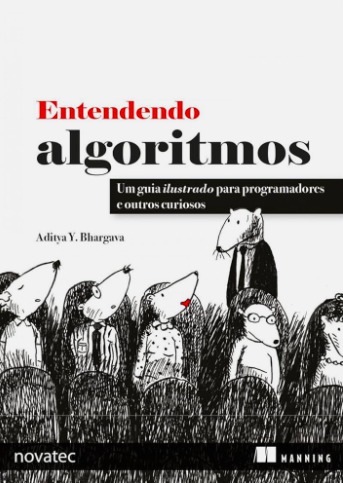 Entendendo
algoritmos
Um guia ilustrado para programadores
e outros curiosos
Aditya Y. Bhargava
novatec
MANNING